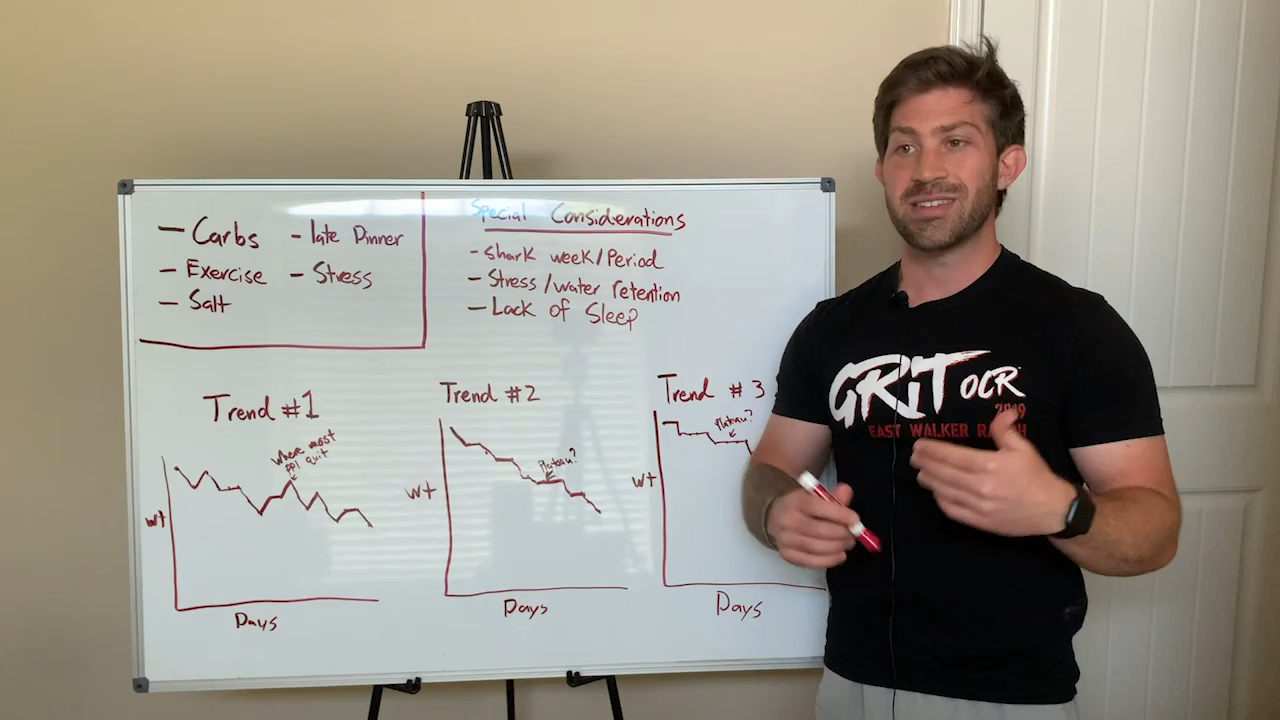 - Carbs - late Dinner
- Exercise - Stress
- Salt
Special Considerations
- Shark week/Period
- Stress/water retention
- Lack of Sleep
Trend #1
where most
ppl quit
wt
Days
Trend #2
Plateau?
wt
Days
Trend #3
Plateau?
wt
Days
GRiT OCR
2019
EAST WALKER RANCH